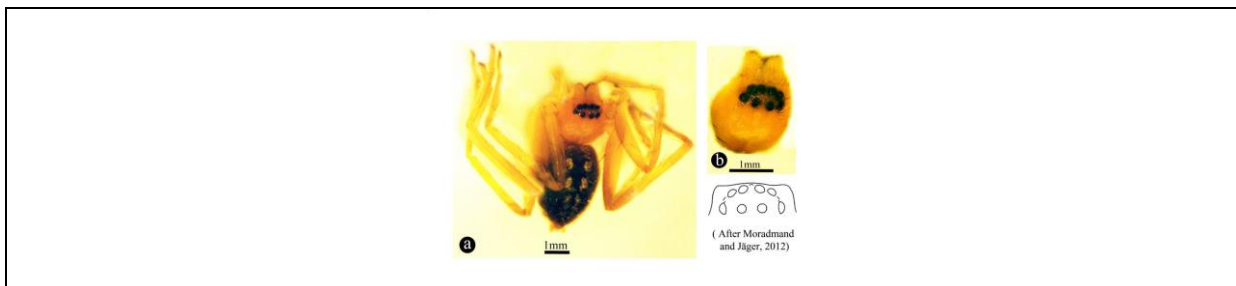 a
1mm
b
1mm
( After Moradmand
and Jäger, 2012)